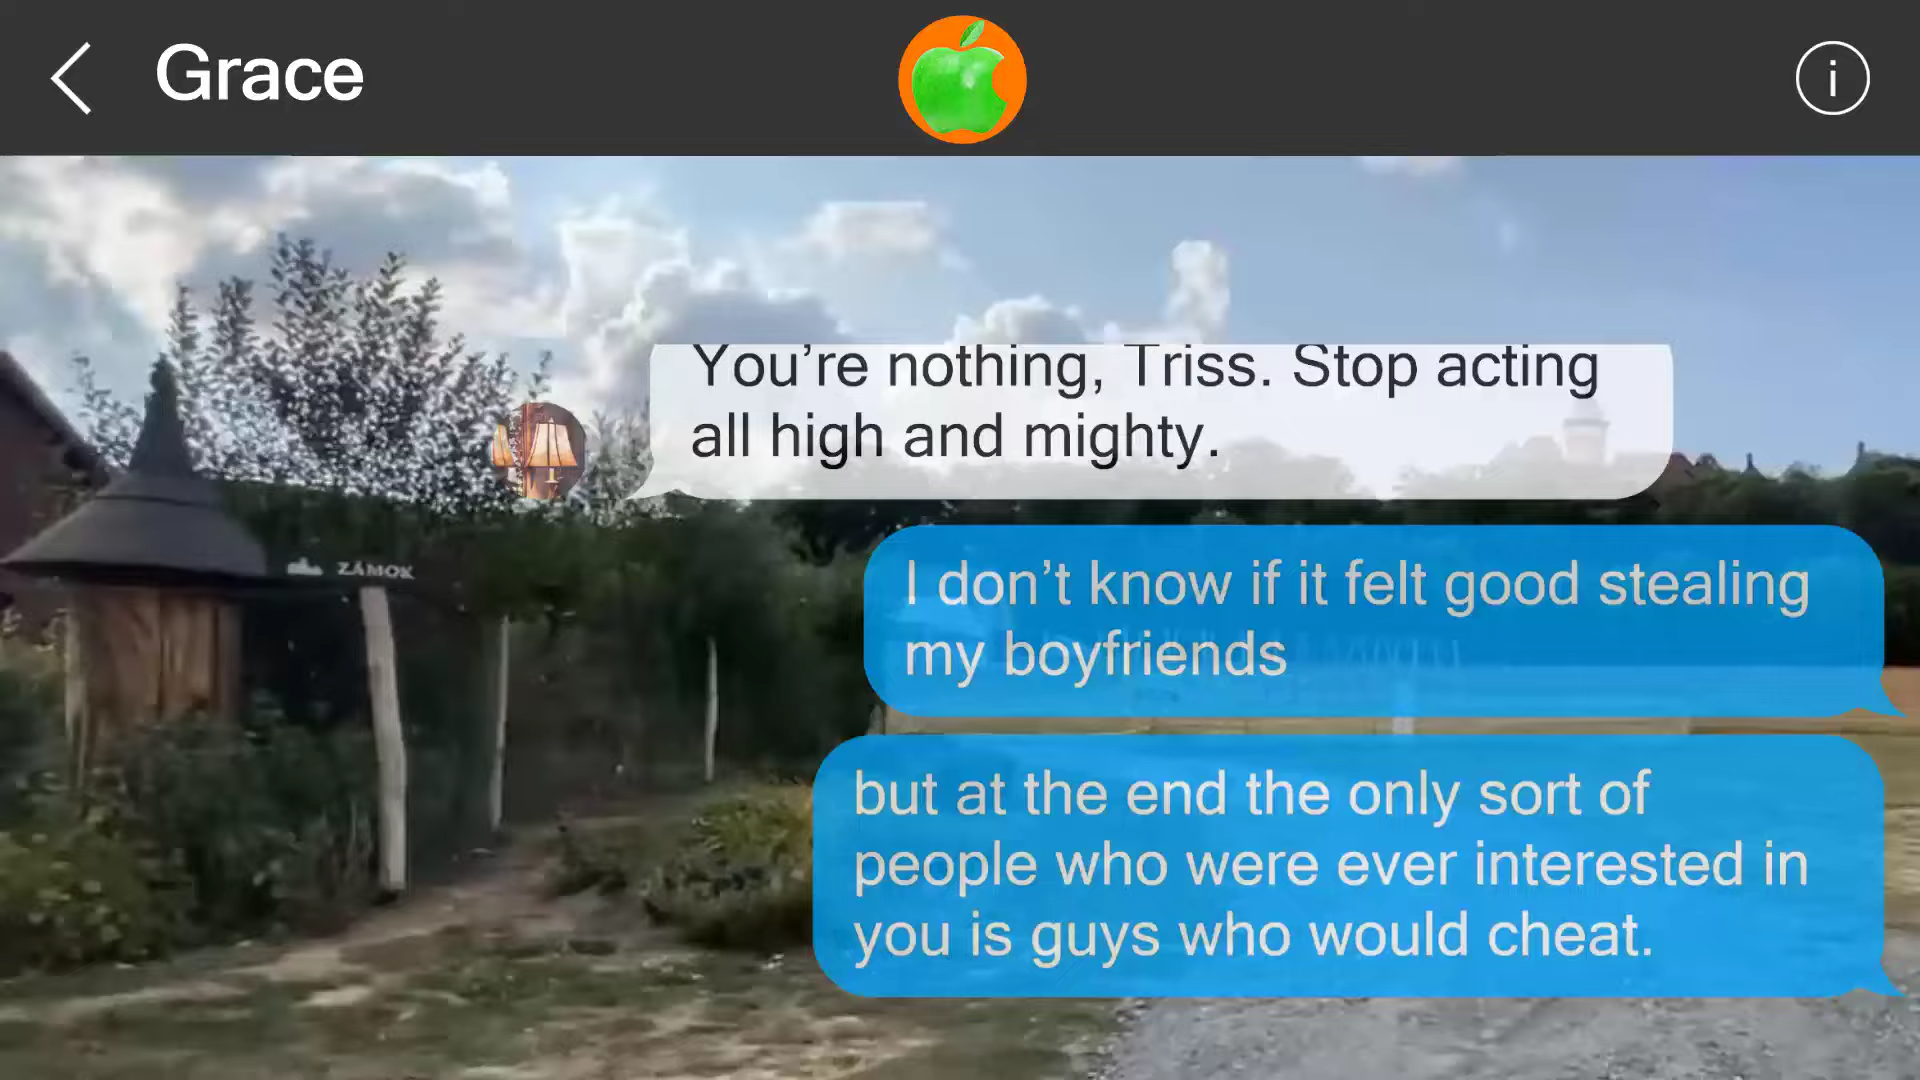 Grace
i
You’re nothing, Triss. Stop acting
all high and mighty.
ZÁMOK
I don’t know if it felt good stealing
my boyfriends
but at the end the only sort of
people who were ever interested in
you is guys who would cheat.